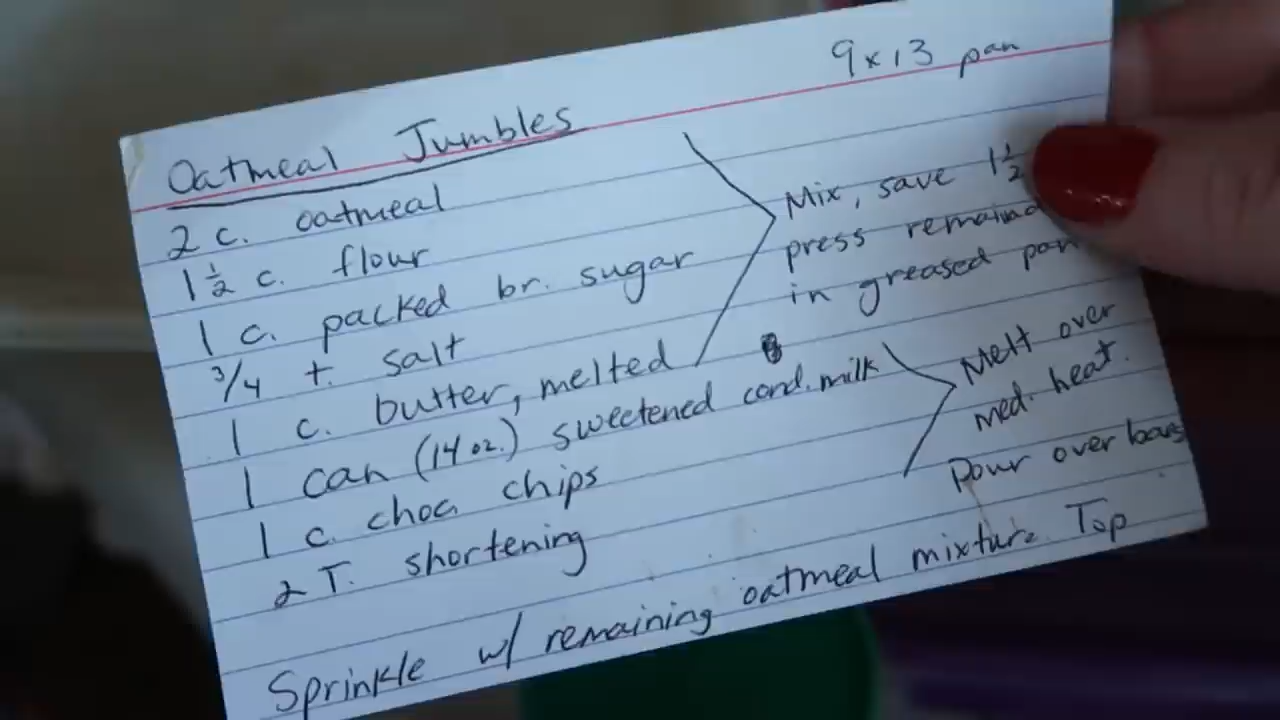 9x13 pan
Oatmeal Jumbles
2 c. oatmeal
1 1/2 c. flour
1 c. packed br. sugar
3/4 t. salt
1 c. butter, melted
Mix, save 1 1/2
press
in greased pan
1 can (14 oz.) sweetened cond. milk
1 c. choc. chips
2 T. shortening
Melt over
med. heat.
Pour over bars
Sprinkle w/ remaining oatmeal mixture. Top